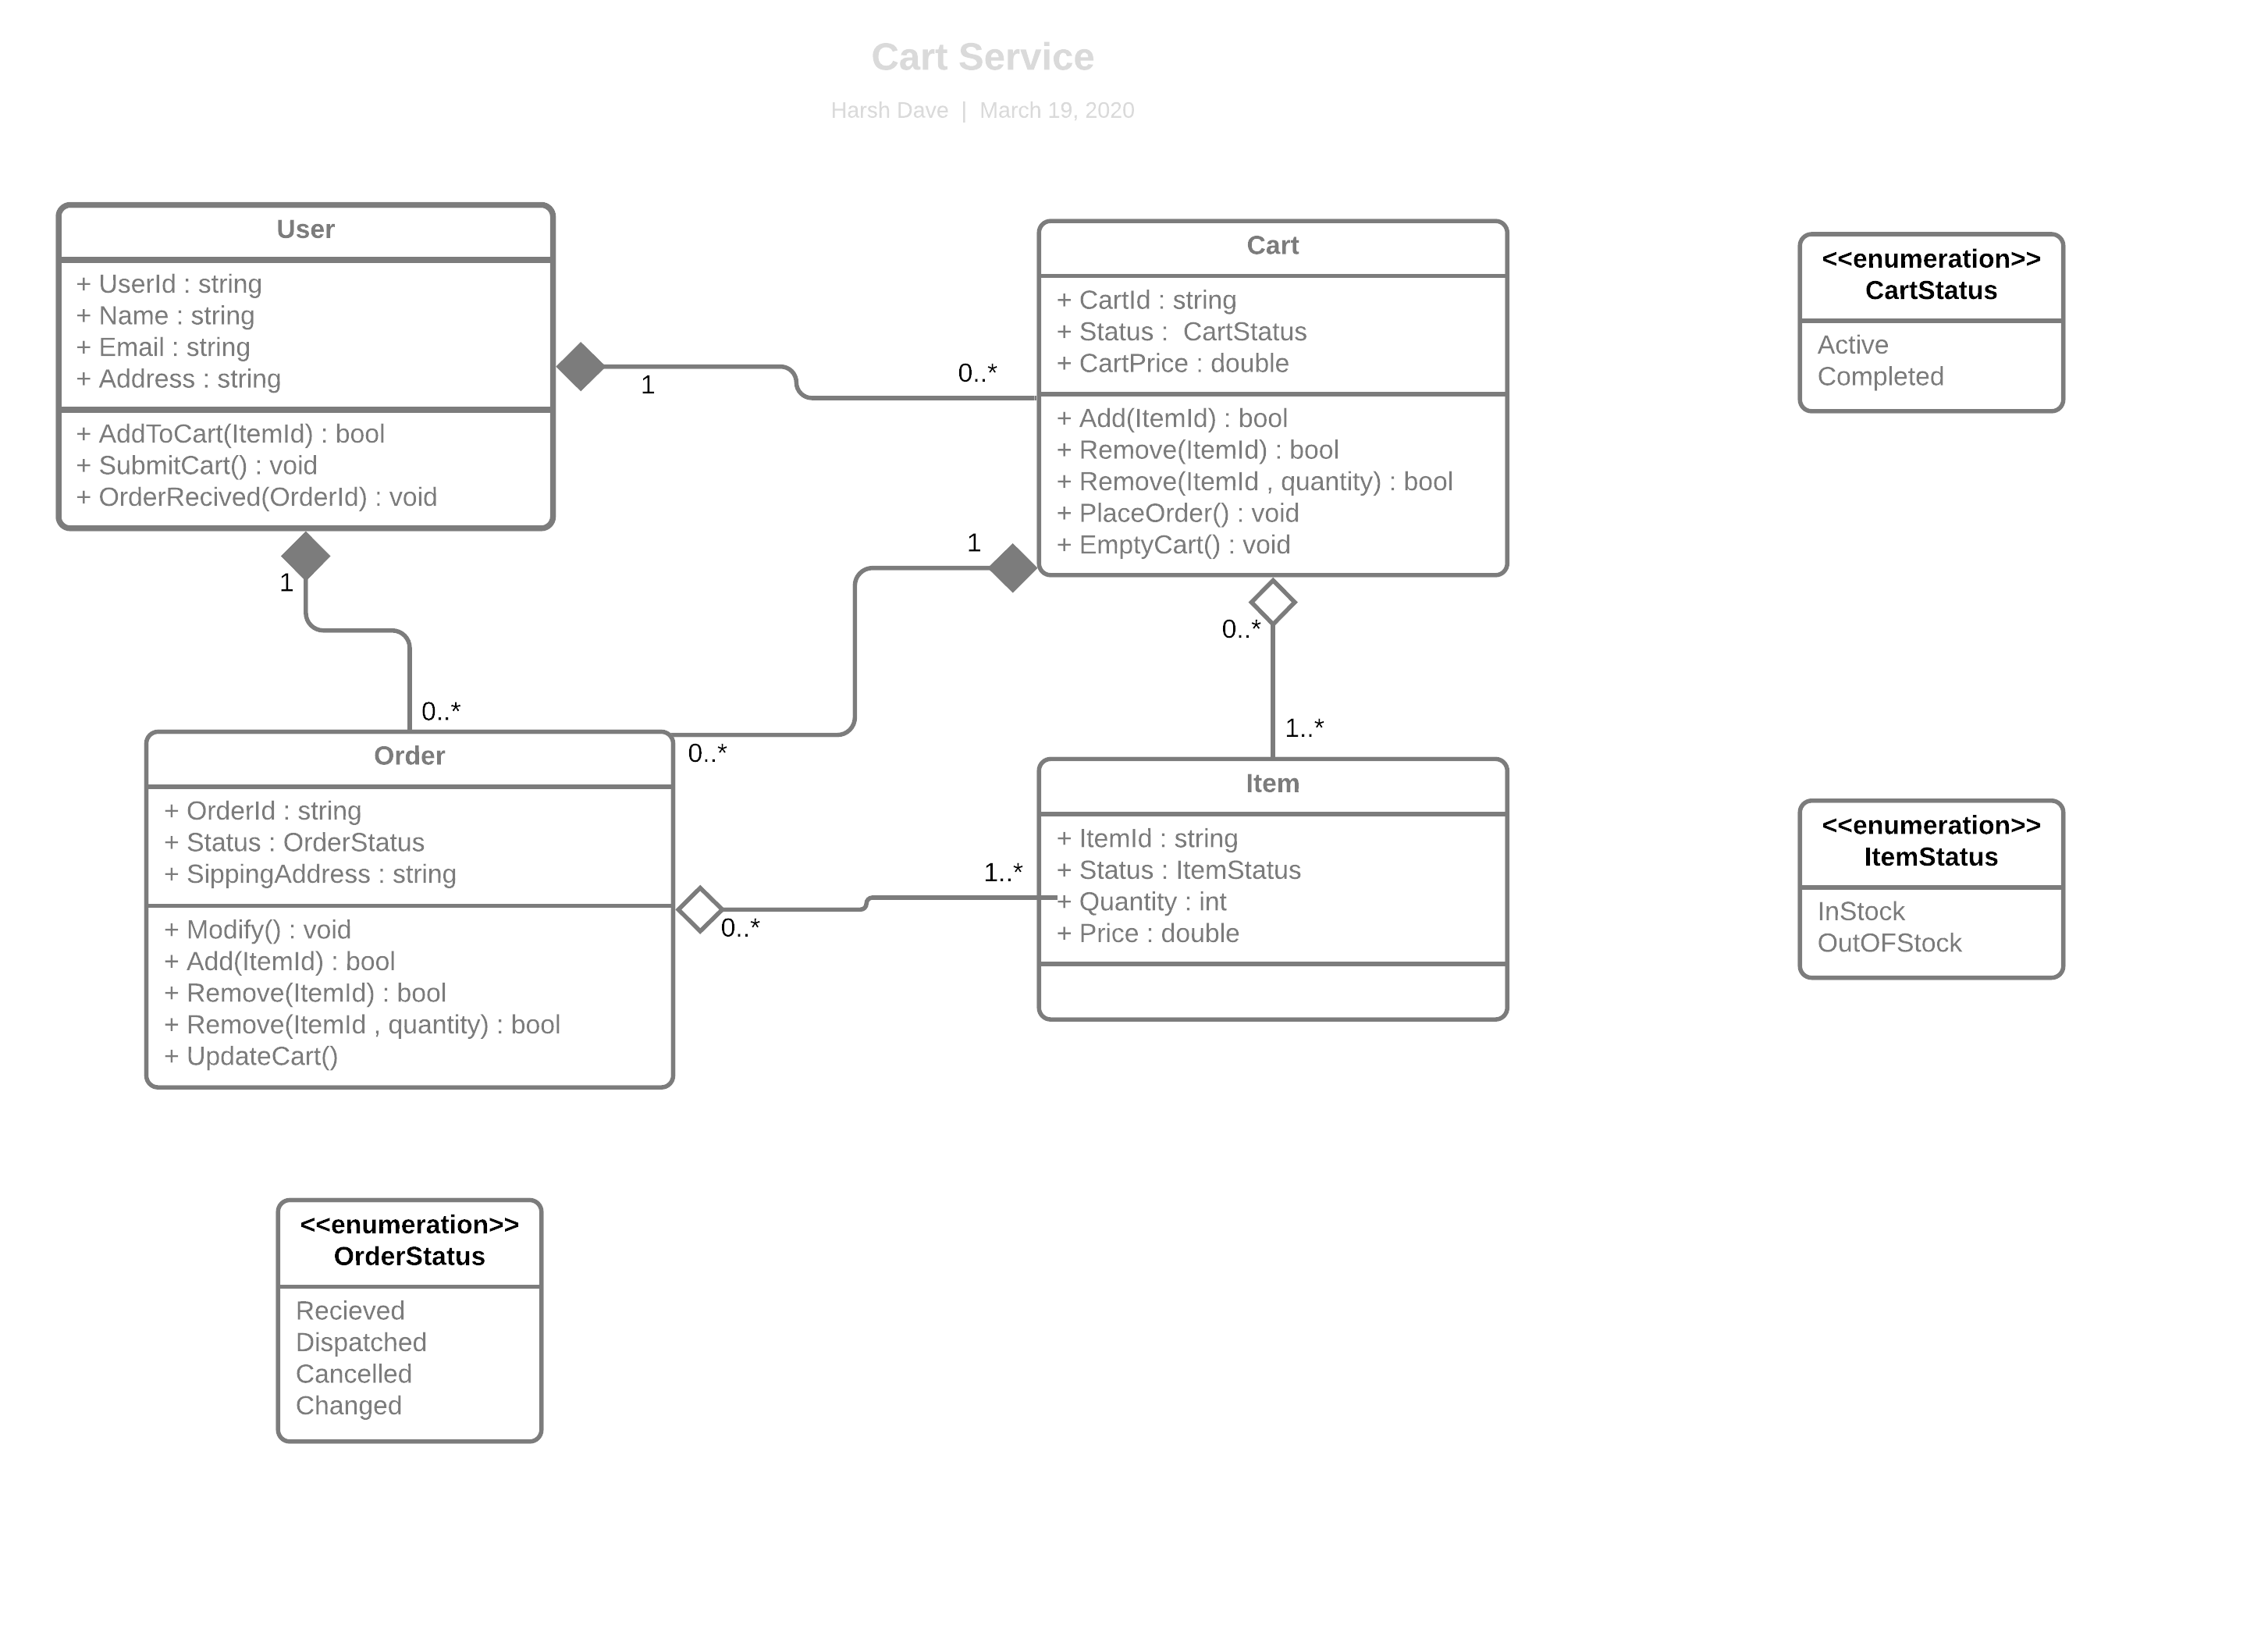 Cart Service
Harsh Dave | March 19, 2020
User
+ UserId : string
+ Name : string
+ Email : string
+ Address : string
+ AddToCart(ItemId) : bool
+ SubmitCart() : void
+ OrderRecived(OrderId) : void
1
0..*
Cart
+ CartId : string
+ Status :  CartStatus
+ CartPrice : double
+ Add(ItemId) : bool
+ Remove(ItemId) : bool
+ Remove(ItemId , quantity) : bool
+ PlaceOrder() : void
+ EmptyCart() : void
<<enumeration>>
CartStatus
Active
Completed
1
0..*
1
0..*
0..*
1..*
Order
+ OrderId : string
+ Status : OrderStatus
+ SippingAddress : string
+ Modify() : void
+ Add(ItemId) : bool
+ Remove(ItemId) : bool
+ Remove(ItemId , quantity) : bool
+ UpdateCart()
0..*
1..*
Item
+ ItemId : string
+ Status : ItemStatus
+ Quantity : int
+ Price : double
<<enumeration>>
ItemStatus
InStock
OutOFStock
<<enumeration>>
OrderStatus
Recieved
Dispatched
Cancelled
Changed